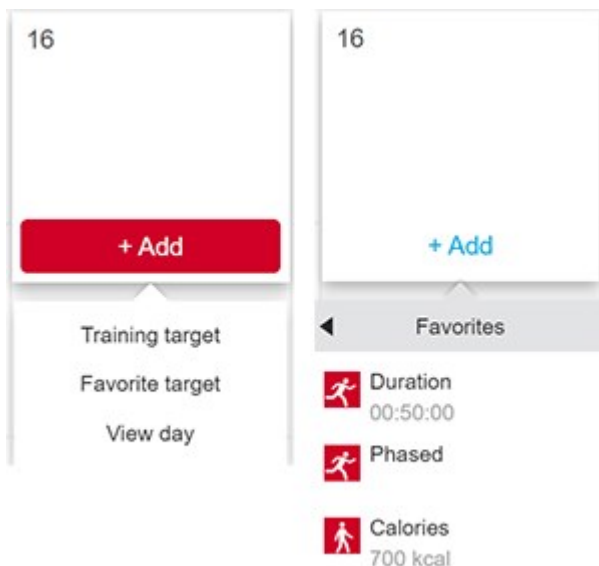 16
+ Add
Training target
Favorite target
View day
16
+ Add
Favorites
Duration
00:50:00
Phased
Calories
700 kcal